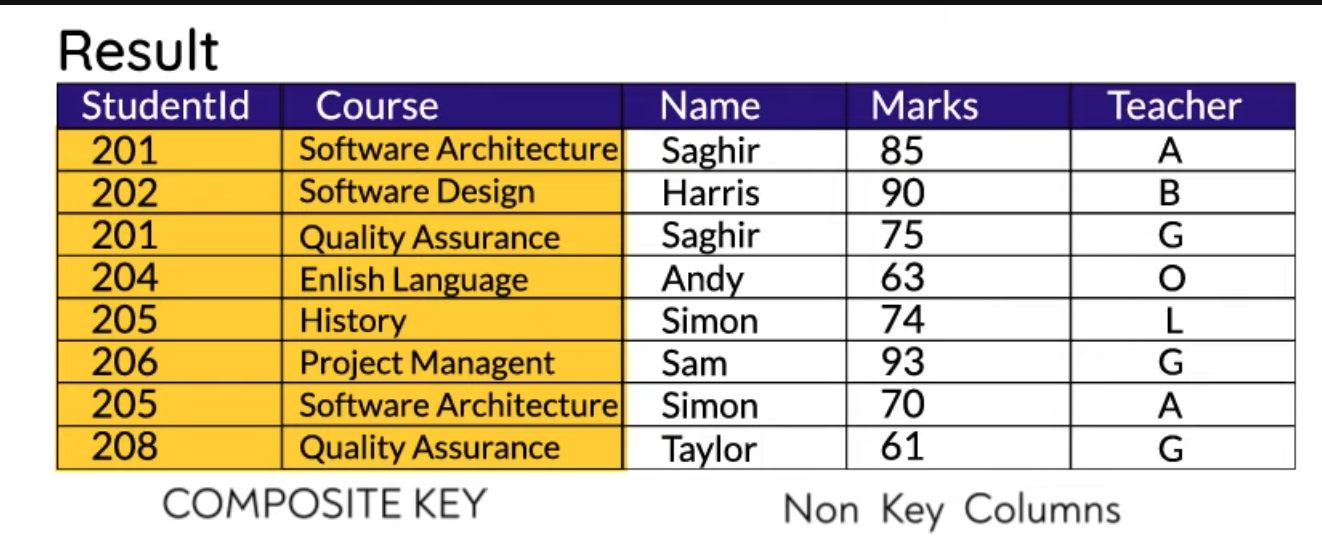 Result
StudentId Course Name Marks Teacher
201 Software Architecture Saghir 85 A
202 Software Design Harris 90 B
201 Quality Assurance Saghir 75 G
204 Enlish Language Andy 63 O
205 History Simon 74 L
206 Project Managent Sam 93 G
205 Software Architecture Simon 70 A
208 Quality Assurance Taylor 61 G
COMPOSITE KEY Non Key Columns